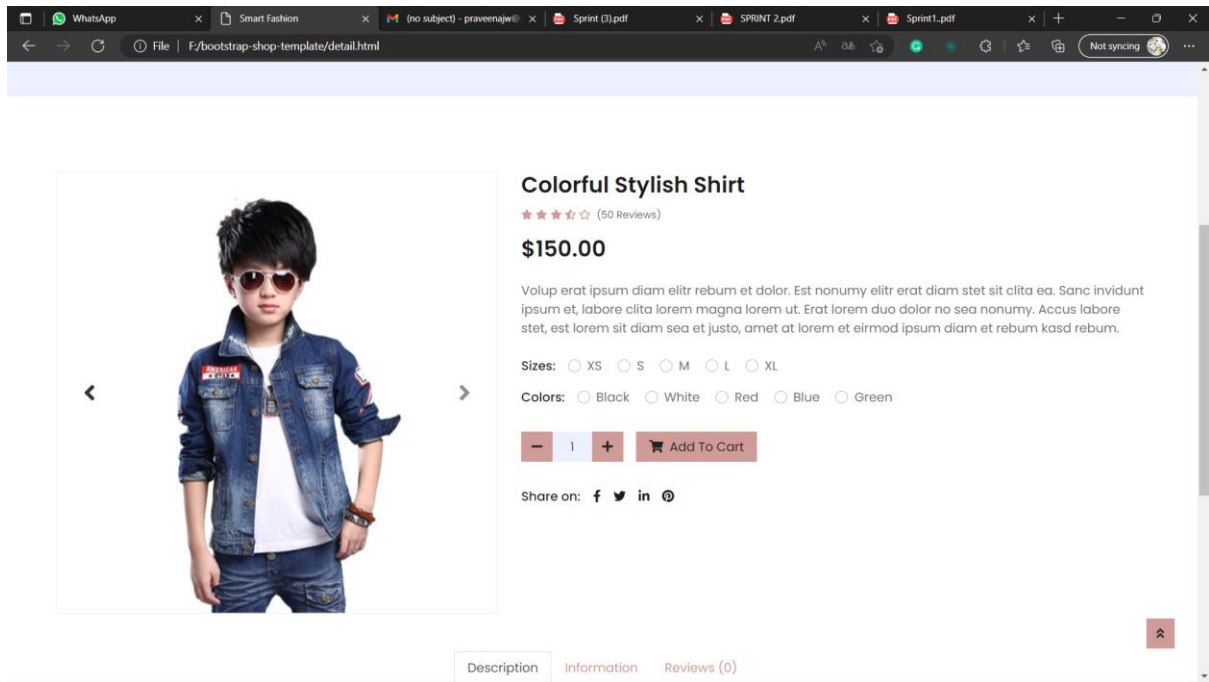 WhatsApp
Smart Fashion
(no subject) - praveenajw@
Sprint (3).pdf
SPRINT 2.pdf
Sprint1..pdf
File | F:/bootstrap-shop-template/detail.html
Not syncing
Colorful Stylish Shirt
(50 Reviews)
$150.00
Volup erat ipsum diam elitr rebum et dolor. Est nonumy elitr erat diam stet sit clita ea. Sanc invidunt
ipsum et, labore clita lorem magna lorem ut. Erat lorem duo dolor no sea nonumy. Accus labore
stet, est lorem sit diam sea et justo, amet at lorem et eirmod ipsum diam et rebum kasd rebum.
Sizes: XS S M L XL
Colors: Black White Red Blue Green
1 Add To Cart
Share on:
AMERICAN
STAR
Description Information Reviews (0)